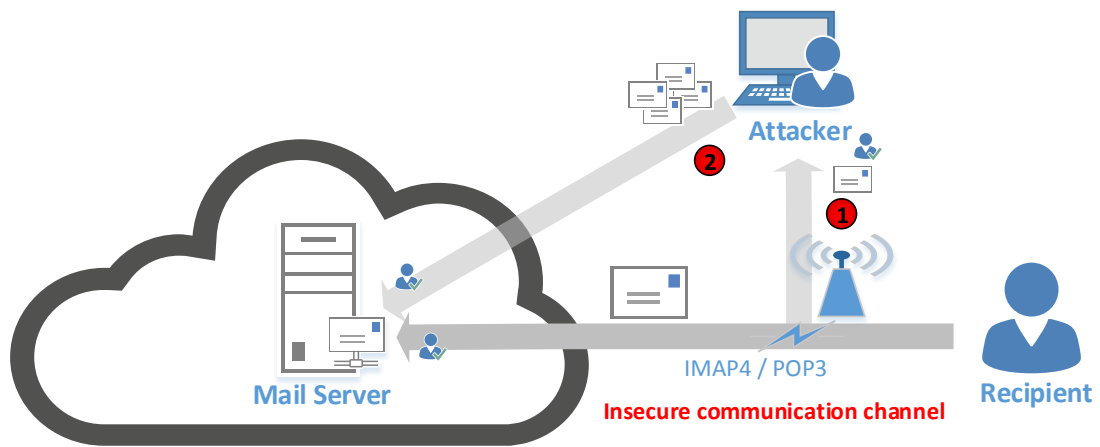 Attacker
2
1
Mail Server
IMAP4 / POP3
Insecure communication channel
Recipient